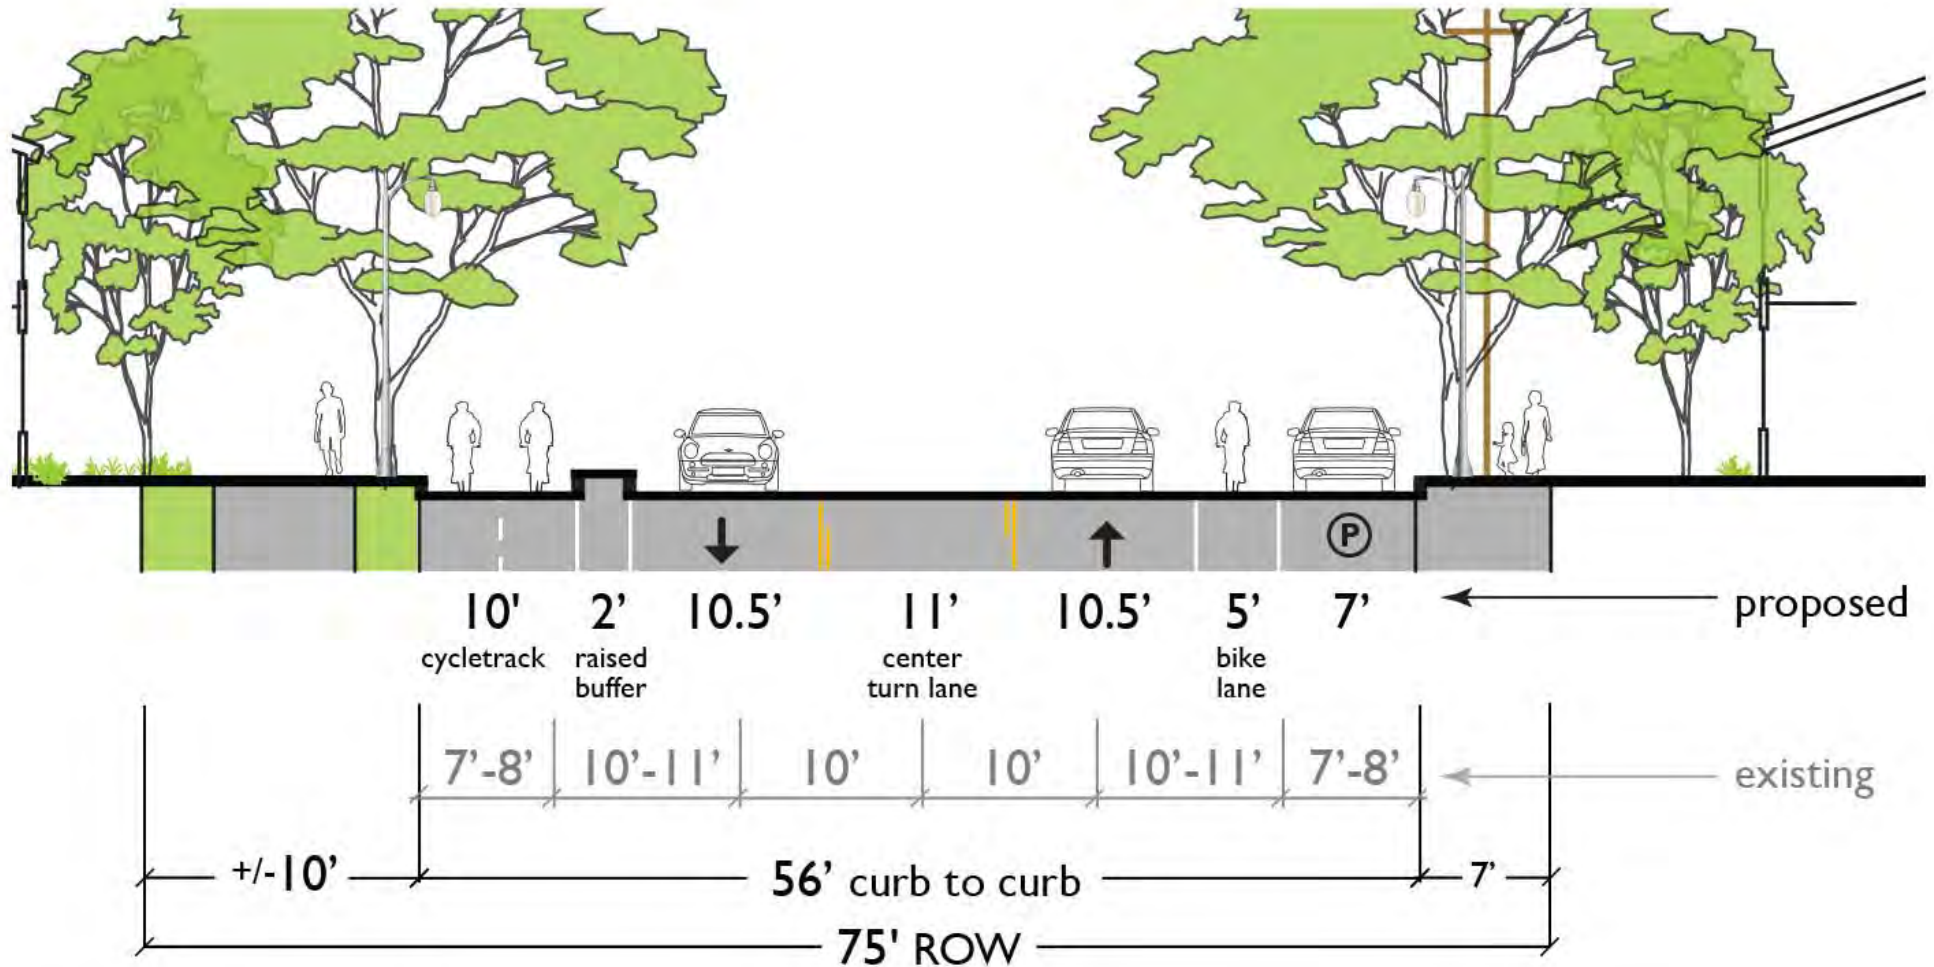 P
10' 2’ 10.5’ 11’ 10.5’ 5’ 7’ proposed
cycletrack raised center bike
buffer turn lane lane
7’-8’ 10’-11’ 10’ 10’ 10’-11’ 7’-8’ existing
+/-10’ 56’ curb to curb 7’
75' ROW